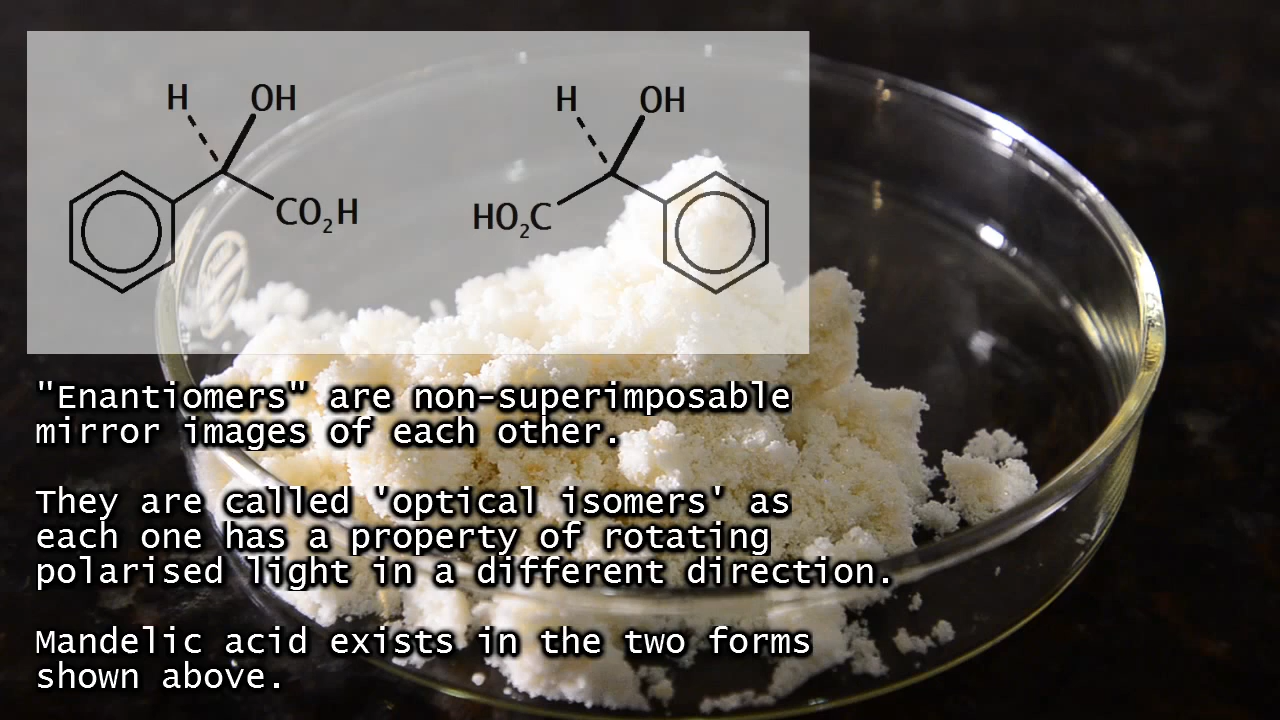 H OH H OH
CO₂H HO₂C
"Enantiomers" are non-superimposable
mirror images of each other.
They are called 'optical isomers' as
each one has a property of rotating
polarised light in a different direction.
Mandelic acid exists in the two forms
shown above.